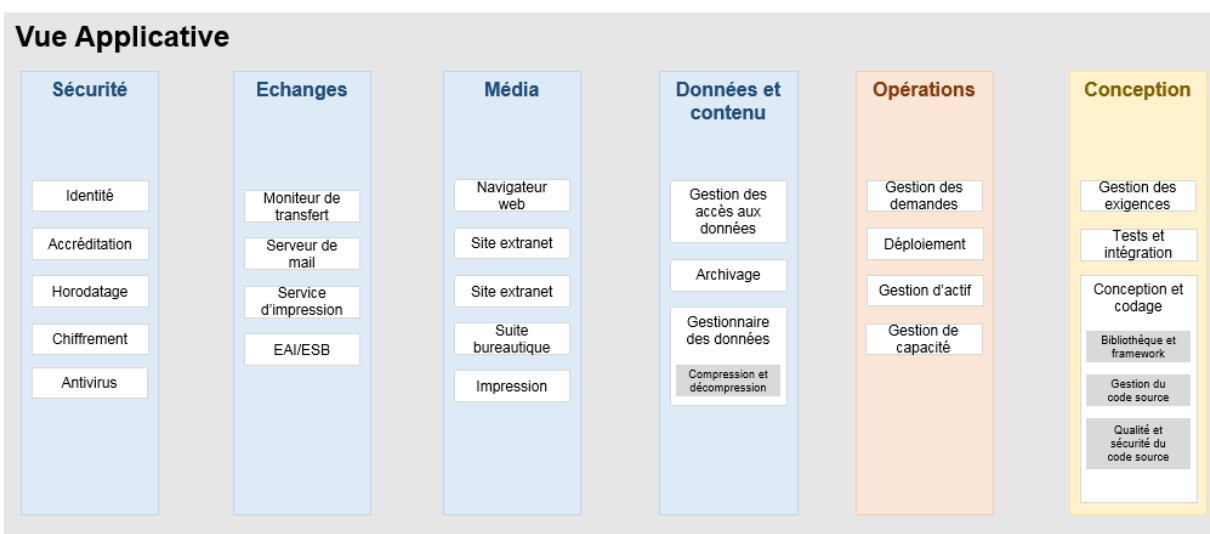 Vue Applicative
Sécurité
Identité
Accréditation
Horodatage
Chiffrement
Antivirus
Echanges
Moniteur de
transfert
Serveur de
mail
Service
d'impression
EAI/ESB
Média
Navigateur
web
Site extranet
Site extranet
Suite
bureautique
Impression
Données et
contenu
Gestion des
accès aux
données
Archivage
Gestionnaire
des données
Compression et
décompression
Opérations
Gestion des
demandes
Déploiement
Gestion d'actif
Gestion de
capacité
Conception
Gestion des
exigences
Tests et
intégration
Conception et
codage
Bibliothèque et
framework
Gestion du
code source
Qualité et
sécurité du
code source